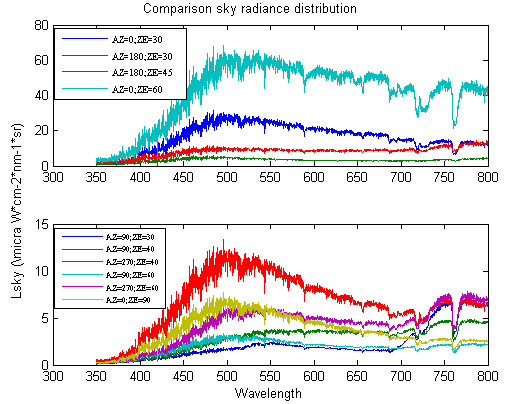 Comparison sky radiance distribution
80
60
40
20
0
AZ=0;ZE=30
AZ=180;ZE=30
AZ=180;ZE=45
AZ=0;ZE=60
300 350 400 450 500 550 600 650 700 750 800
Lsky (\micra W*cm-2*nm-1*sr)
15
10
5
0
AZ=90;ZE=30
AZ=90;ZE=40
AZ=270;ZE=40
AZ=90;ZE=60
AZ=270;ZE=60
AZ=0;ZE=90
300 350 400 450 500 550 600 650 700 750 800
Wavelength